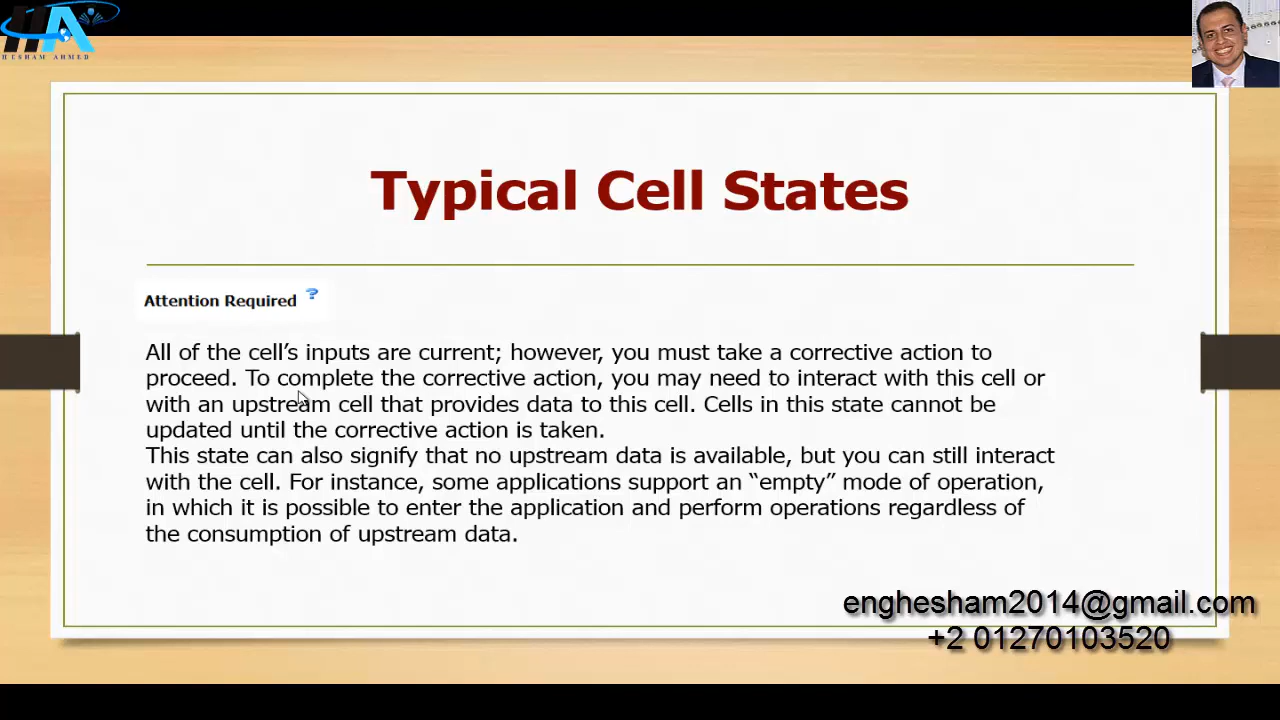 HA
HESHAM AHMED
Typical Cell States
Attention Required ?
All of the cell’s inputs are current; however, you must take a corrective action to
proceed. To complete the corrective action, you may need to interact with this cell or
with an upstream cell that provides data to this cell. Cells in this state cannot be
updated until the corrective action is taken.
This state can also signify that no upstream data is available, but you can still interact
with the cell. For instance, some applications support an “empty” mode of operation,
in which it is possible to enter the application and perform operations regardless of
the consumption of upstream data.
enghesham2014@gmail.com
+2 01270103520